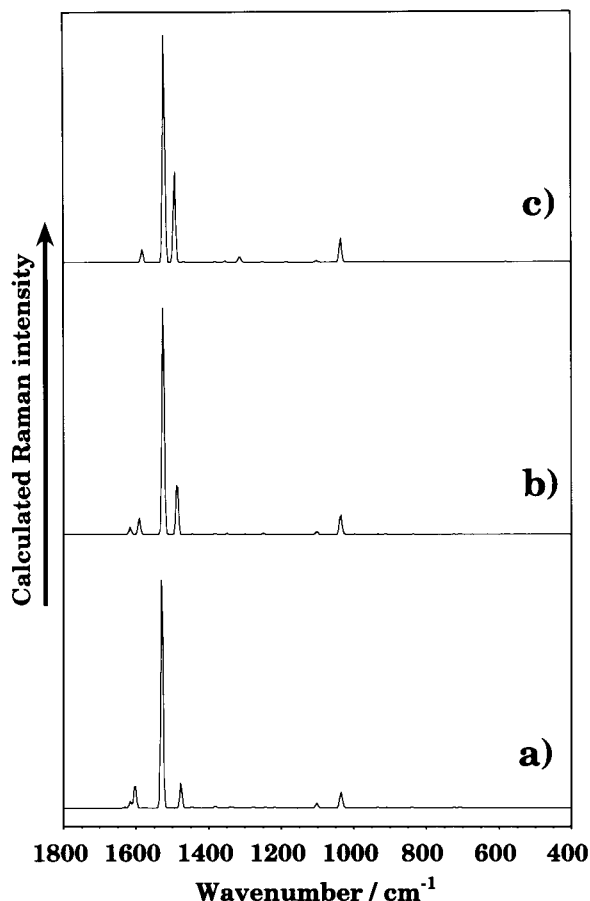 Calculated Raman intensity
c)
b)
a)
1800 1600 1400 1200 1000 800 600 400
Wavenumber / cm-1